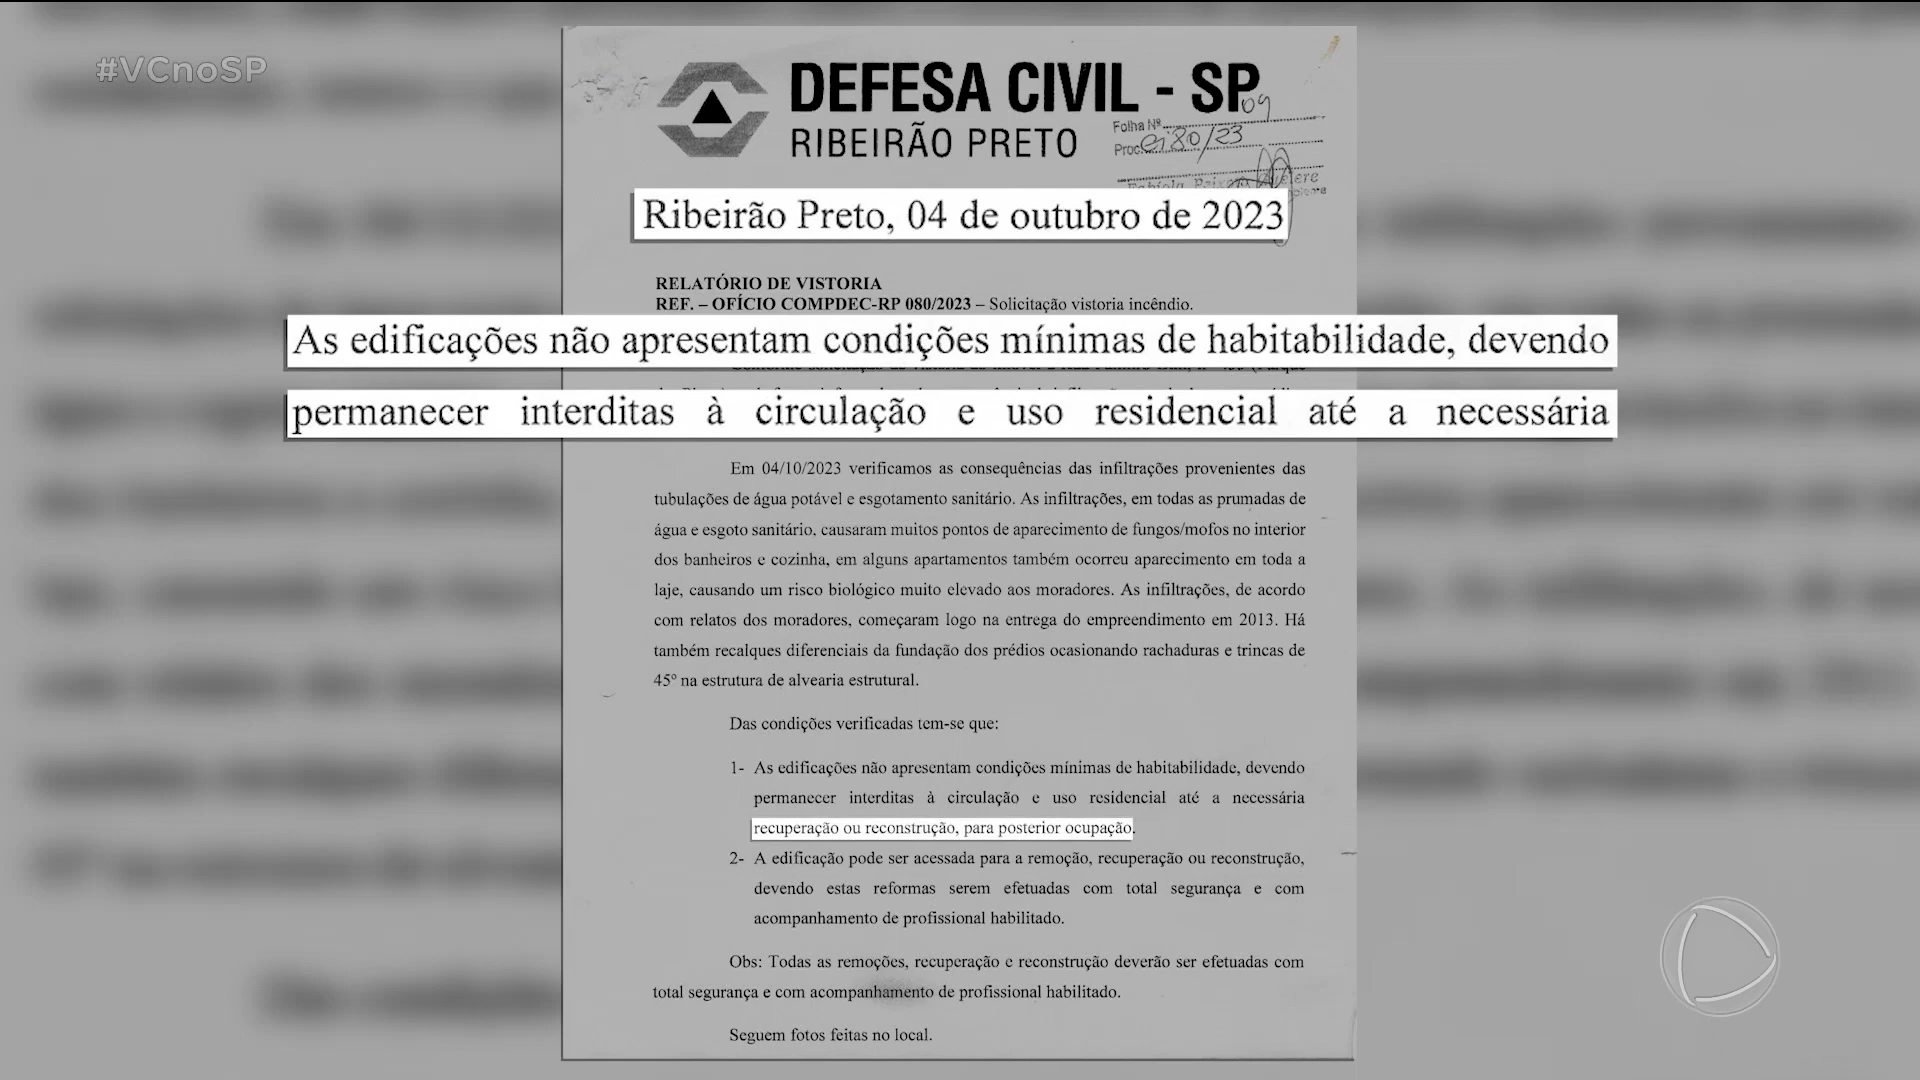 #VCnoSP
DEFESA CIVIL - SP
RIBEIRÃO PRETO
Folha Nº 09
Proc. 80/23
Ribeirão Preto, 04 de outubro de 2023
RELATÓRIO DE VISTORIA
REF. – OFÍCIO COMPDEC-RP 080/2023 – Solicitação vistoria incêndio.
As edificações não apresentam condições mínimas de habitabilidade, devendo
permanecer interditas à circulação e uso residencial até a necessária
Em 04/10/2023 verificamos as consequências das infiltrações provenientes das
tubulações de água potável e esgotamento sanitário. As infiltrações, em todas as prumadas de
água e esgoto sanitário, causaram muitos pontos de aparecimento de fungos/mofos no interior
dos banheiros e cozinha, em alguns apartamentos também ocorreu aparecimento em toda a
laje, causando um risco biológico muito elevado aos moradores. As infiltrações, de acordo
com relatos dos moradores, começaram logo na entrega do empreendimento em 2013. Há
também recalques diferenciais da fundação dos prédios ocasionando rachaduras e trincas de
45º na estrutura de alvearia estrutural.
Das condições verificadas tem-se que:
1- As edificações não apresentam condições mínimas de habitabilidade, devendo
permanecer interditas à circulação e uso residencial até a necessária
recuperação ou reconstrução, para posterior ocupação.
2- A edificação pode ser acessada para a remoção, recuperação ou reconstrução,
devendo estas reformas serem efetuadas com total segurança e com
acompanhamento de profissional habilitado.
Obs: Todas as remoções, recuperação e reconstrução deverão ser efetuadas com
total segurança e com acompanhamento de profissional habilitado.
Seguem fotos feitas no local.